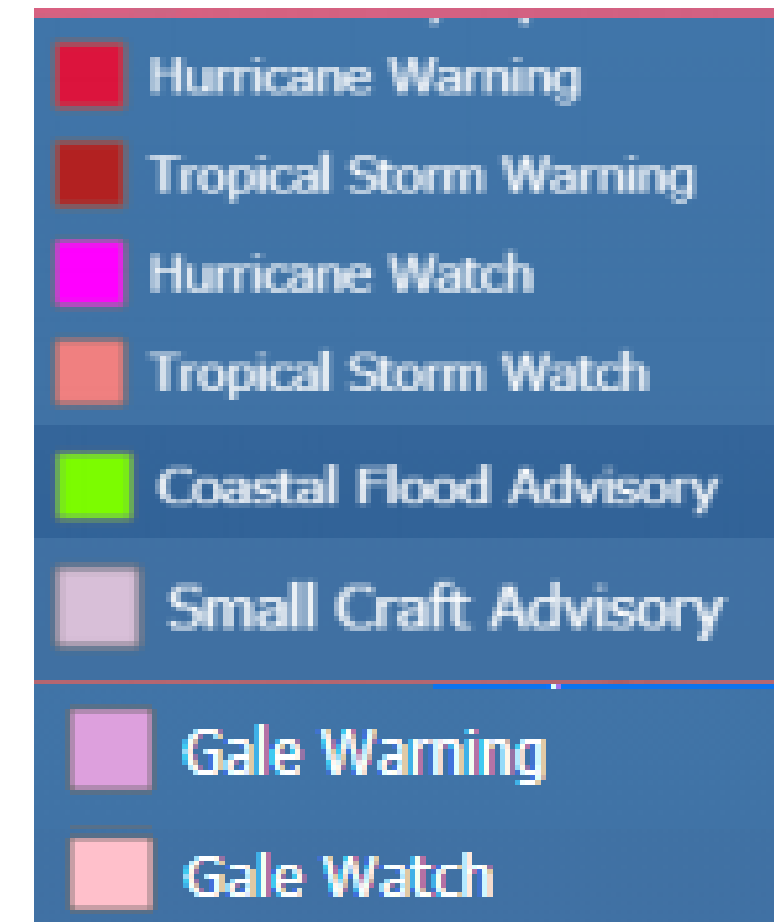 Hurricane Warning
Tropical Storm Warning
Hurricane Watch
Tropical Storm Watch
Coastal Flood Advisory
Small Craft Advisory
Gale Warning
Gale Watch